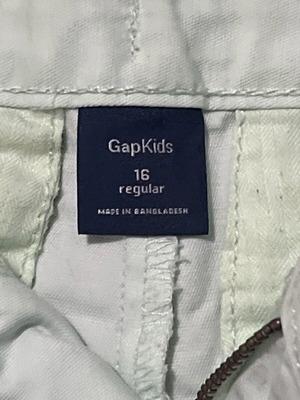 GapKids
16
regular
MADE IN BANGLADESH